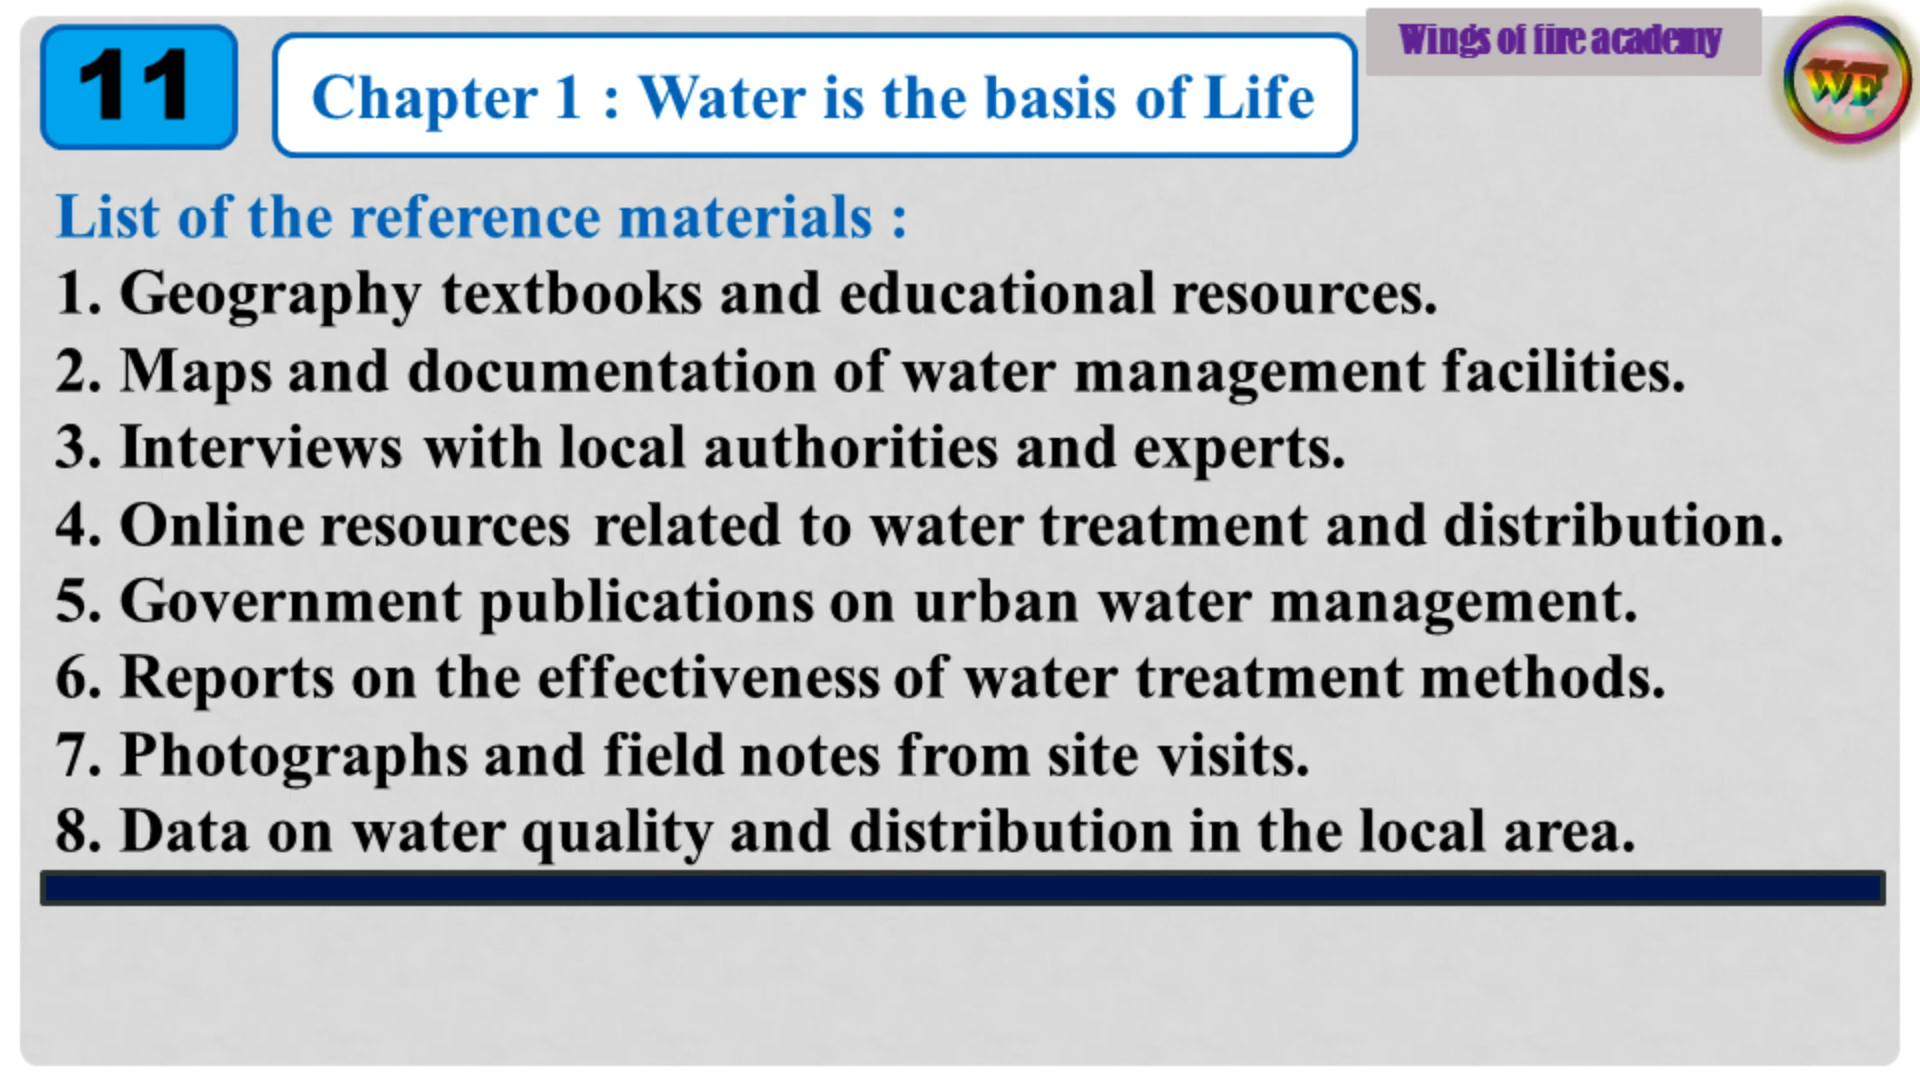 11
Chapter 1 : Water is the basis of Life
Wings of fire academy
WF
List of the reference materials :
1. Geography textbooks and educational resources.
2. Maps and documentation of water management facilities.
3. Interviews with local authorities and experts.
4. Online resources related to water treatment and distribution.
5. Government publications on urban water management.
6. Reports on the effectiveness of water treatment methods.
7. Photographs and field notes from site visits.
8. Data on water quality and distribution in the local area.